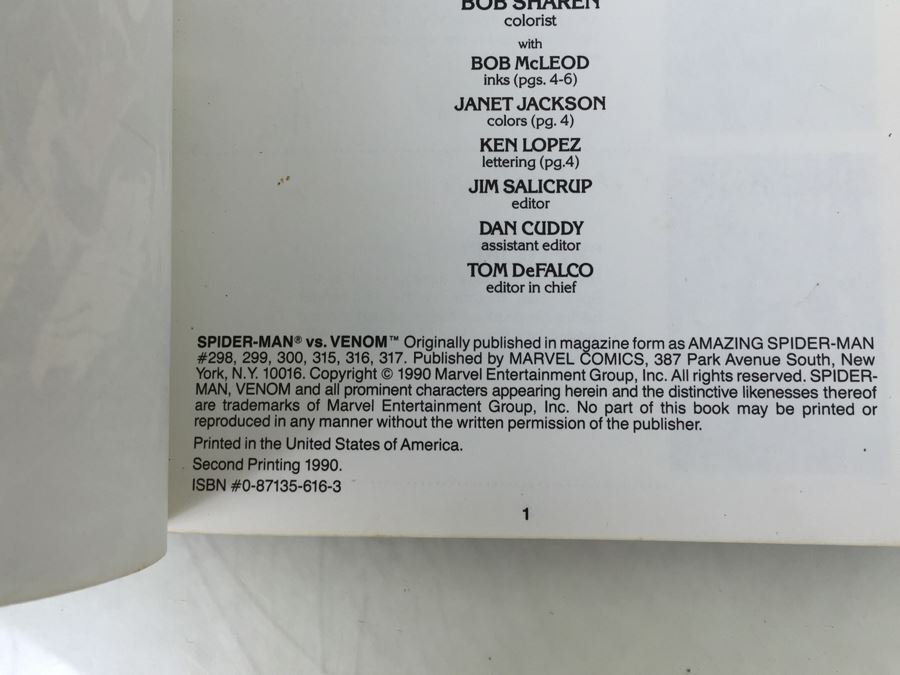 BOB SHAREN
colorist
with
BOB McLEOD
inks (pgs. 4-6)
JANET JACKSON
colors (pg. 4)
KEN LOPEZ
lettering (pg.4)
JIM SALICRUP
editor
DAN CUDDY
assistant editor
TOM DeFALCO
editor in chief
SPIDER-MAN® vs. VENOM™ Originally published in magazine form as AMAZING SPIDER-MAN
#298, 299, 300, 315, 316, 317. Published by MARVEL COMICS, 387 Park Avenue South, New
York, N.Y. 10016. Copyright © 1990 Marvel Entertainment Group, Inc. All rights reserved. SPIDER-
MAN, VENOM and all prominent characters appearing herein and the distinctive likenesses thereof
are trademarks of Marvel Entertainment Group, Inc. No part of this book may be printed or
reproduced in any manner without the written permission of the publisher.
Printed in the United States of America.
Second Printing 1990.
ISBN #0-87135-616-3
1